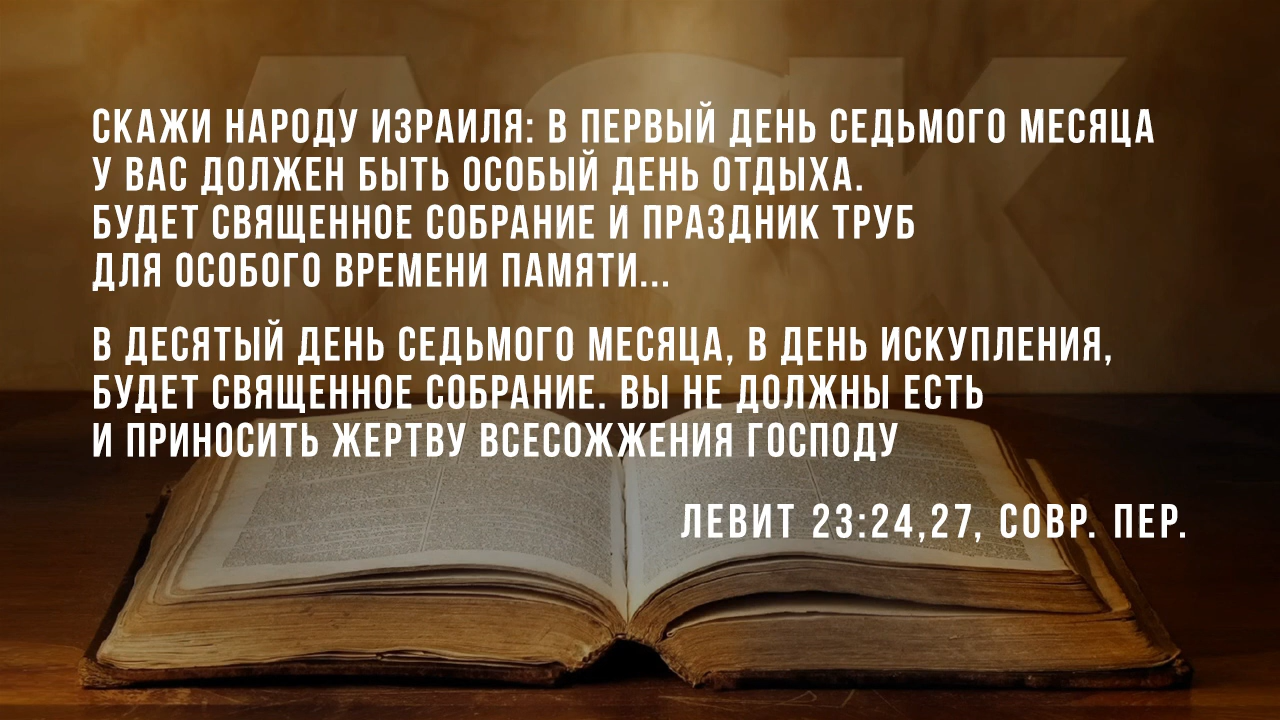 ASK
СКАЖИ НАРОДУ ИЗРАИЛЯ: В ПЕРВЫЙ ДЕНЬ СЕДЬМОГО МЕСЯЦА
У ВАС ДОЛЖЕН БЫТЬ ОСОБЫЙ ДЕНЬ ОТДЫХА.
БУДЕТ СВЯЩЕННОЕ СОБРАНИЕ И ПРАЗДНИК ТРУБ
ДЛЯ ОСОБОГО ВРЕМЕНИ ПАМЯТИ...
В ДЕСЯТЫЙ ДЕНЬ СЕДЬМОГО МЕСЯЦА, В ДЕНЬ ИСКУПЛЕНИЯ,
БУДЕТ СВЯЩЕННОЕ СОБРАНИЕ. ВЫ НЕ ДОЛЖНЫ ЕСТЬ
И ПРИНОСИТЬ ЖЕРТВУ ВСЕСОЖЖЕНИЯ ГОСПОДУ
ЛЕВИТ 23:24,27, СОВР. ПЕР.